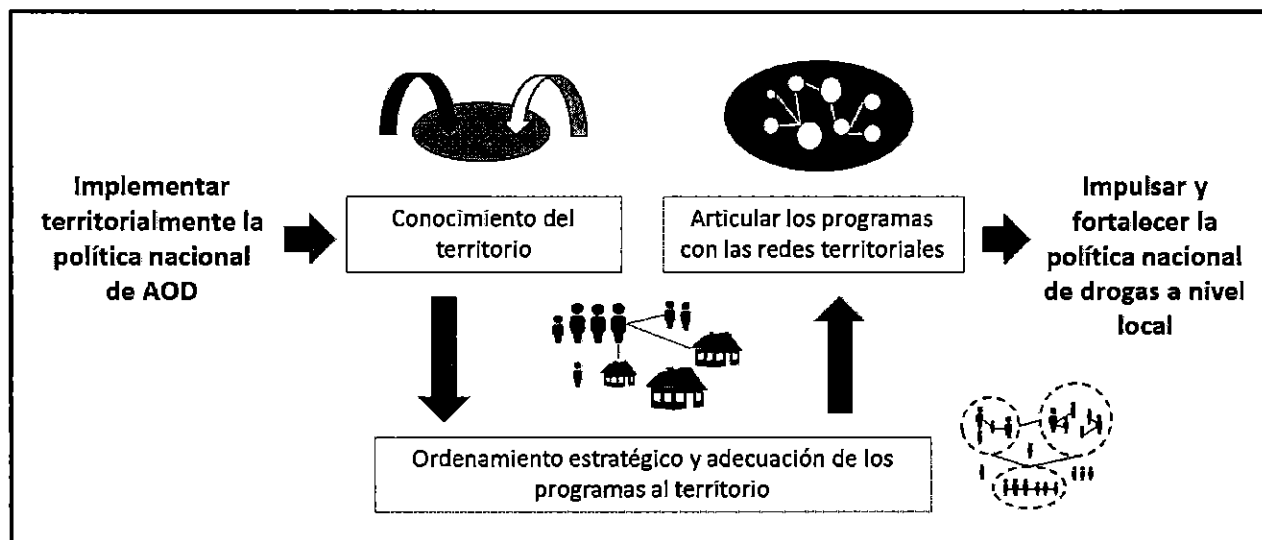 Implementar
territorialmente la
política nacional
de AOD
Conocimiento del
territorio
Ordenamiento estratégico y adecuación de los
programas al territorio
Articular los programas
con las redes territoriales
Impulsar y
fortalecer la
política nacional
de drogas a nivel
local